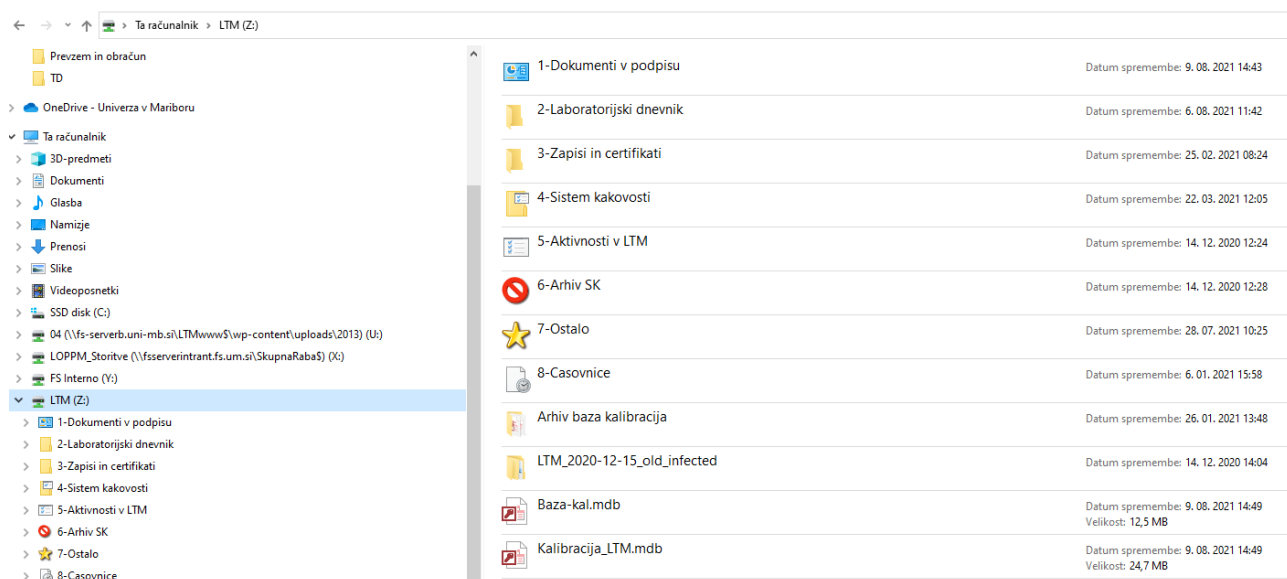 Ta računalnik > LTM (Z:)
Prevzem in obračun
TD
OneDrive - Univerza v Mariboru
Ta računalnik
3D-predmeti
Dokumenti
Glasba
Namizje
Prenosi
Slike
Videoposnetki
SSD disk (C:)
04 (\\fs-serverb.uni-mb.si\LTMwww$\wp-content\uploads\2013) (U:)
LOPPM_Storitve (\\fsserverintrant.fs.um.si\SkupnaRaba$) (X:)
FS Interno (Y:)
LTM (Z:)
1-Dokumenti v podpisu
2-Laboratorijski dnevnik
3-Zapisi in certifikati
4-Sistem kakovosti
5-Aktivnosti v LTM
6-Arhiv SK
7-Ostalo
8-Casovnice
1-Dokumenti v podpisu Datum spremembe: 9. 08. 2021 14:43
2-Laboratorijski dnevnik Datum spremembe: 6. 08. 2021 11:42
3-Zapisi in certifikati Datum spremembe: 25. 02. 2021 08:24
4-Sistem kakovosti Datum spremembe: 22. 03. 2021 12:05
5-Aktivnosti v LTM Datum spremembe: 14. 12. 2020 12:24
6-Arhiv SK Datum spremembe: 14. 12. 2020 12:28
7-Ostalo Datum spremembe: 28. 07. 2021 10:25
8-Casovnice Datum spremembe: 6. 01. 2021 15:58
Arhiv baza kalibracija Datum spremembe: 26. 01. 2021 13:48
LTM_2020-12-15_old_infected Datum spremembe: 14. 12. 2020 14:04
Baza-kal.mdb Datum spremembe: 9. 08. 2021 14:49
Velikost: 12,5 MB
Kalibracija_LTM.mdb Datum spremembe: 9. 08. 2021 14:49
Velikost: 24,7 MB